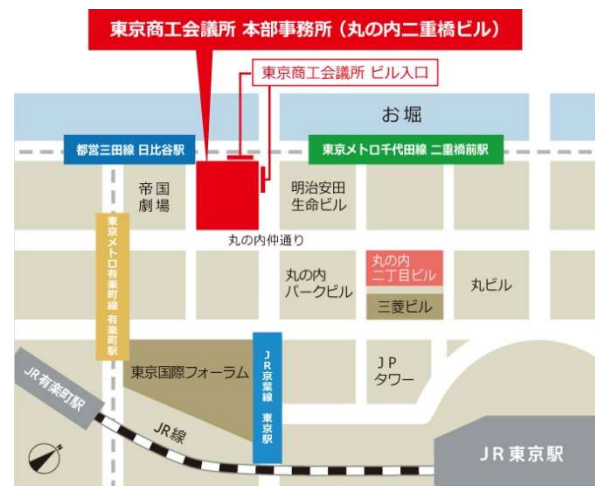 東京商工会議所 本部事務所（丸の内二重橋ビル）
東京商工会議所 ビル入口
お堀
都営三田線 日比谷駅
東京メトロ千代田線 二重橋前駅
帝国
劇場
明治安田
生命ビル
東京メトロ有楽町線 有楽町駅
丸の内仲通り
丸の内
パークビル
丸の内
二丁目ビル
三菱ビル
丸ビル
JR有楽町駅
東京国際フォーラム
JR京葉線 東京駅
JP
タワー
JR線
JR東京駅
N